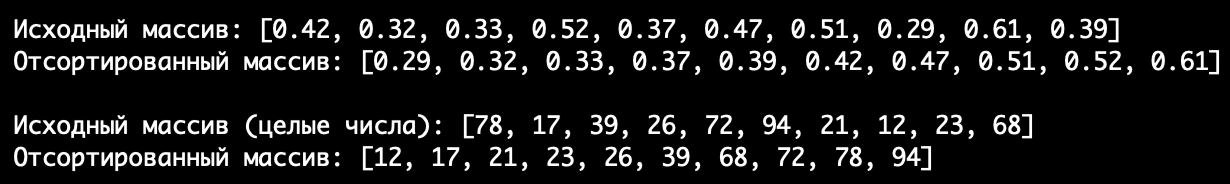 Исходный массив: [0.42, 0.32, 0.33, 0.52, 0.37, 0.47, 0.51, 0.29, 0.61, 0.39]
Отсортированный массив: [0.29, 0.32, 0.33, 0.37, 0.39, 0.42, 0.47, 0.51, 0.52, 0.61]
Исходный массив (целые числа): [78, 17, 39, 26, 72, 94, 21, 12, 23, 68]
Отсортированный массив: [12, 17, 21, 23, 26, 39, 68, 72, 78, 94]